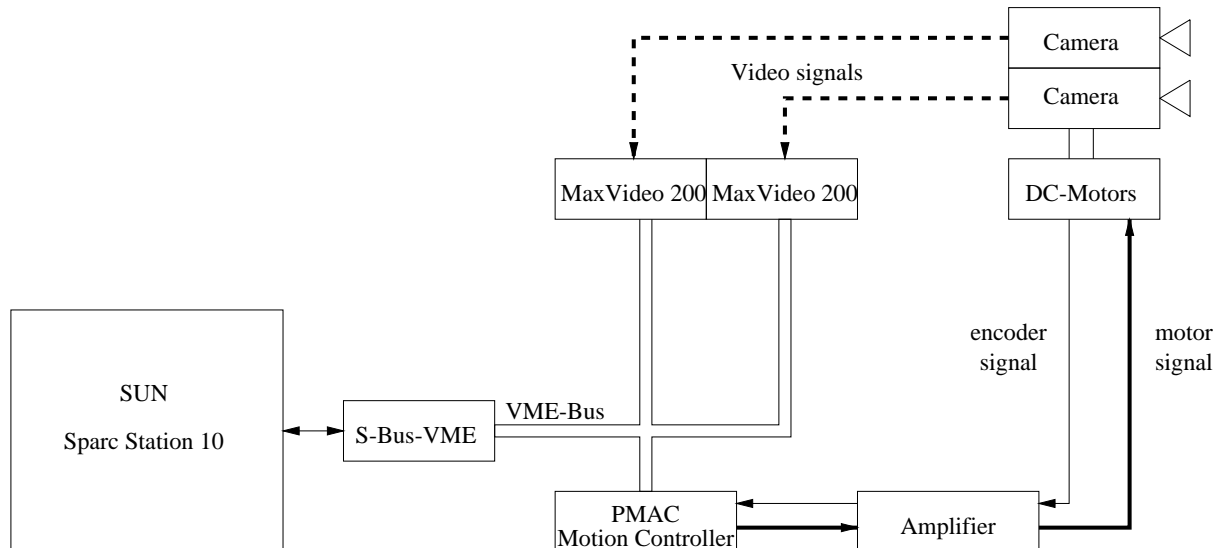 Camera
Video signals
Camera
MaxVideo 200
MaxVideo 200
DC-Motors
encoder
signal
motor
signal
SUN
Sparc Station 10
VME-Bus
S-Bus-VME
PMAC
Motion Controller
Amplifier